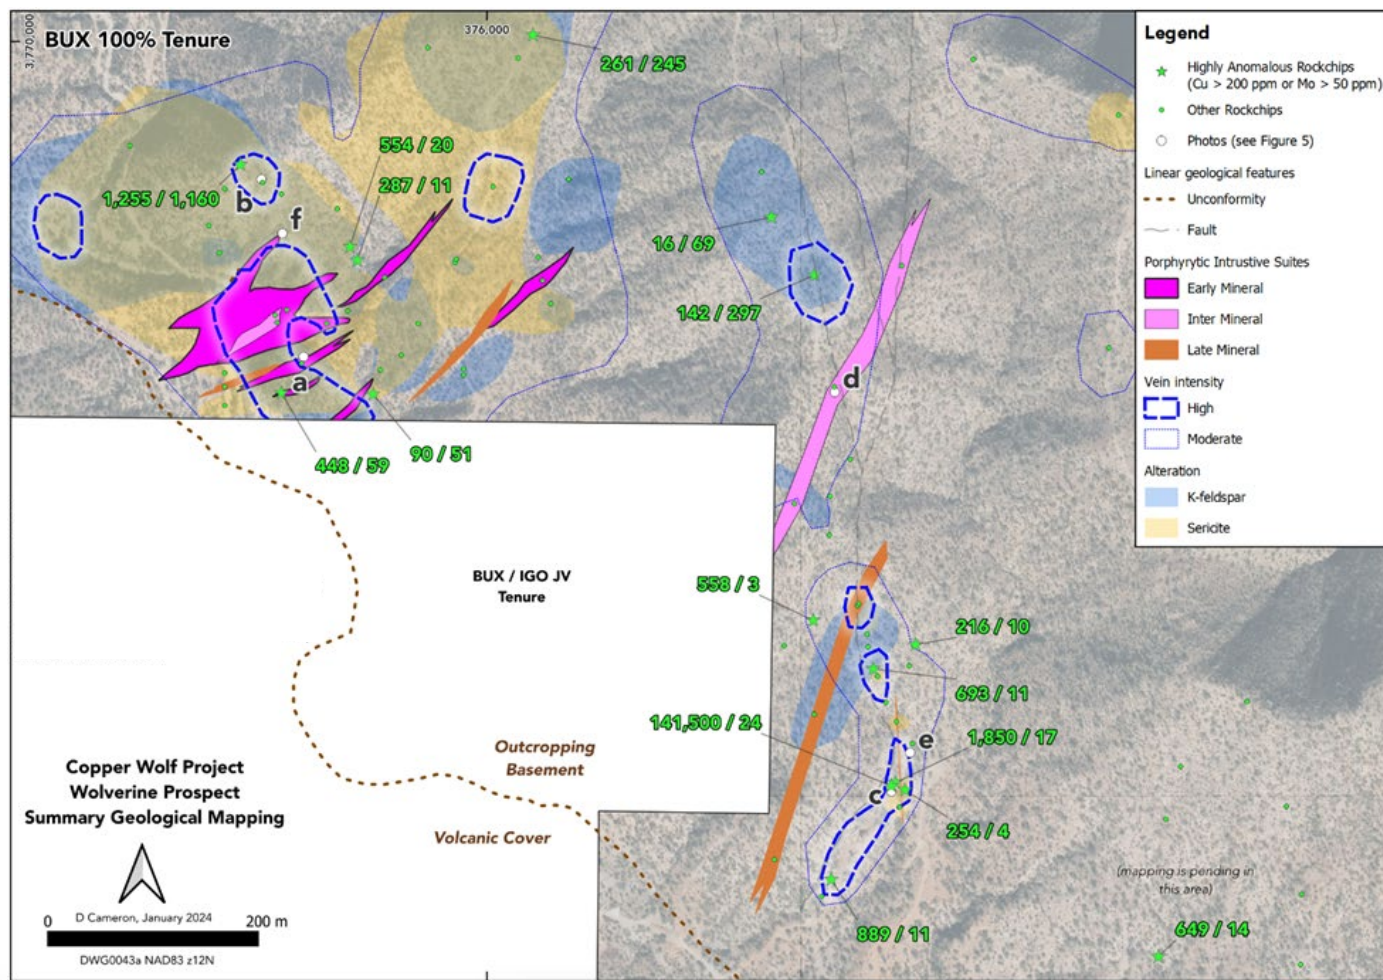 BUX 100% Tenure
3,770,000
376,000
261 / 245
554 / 20
287 / 11
1,255 / 1,160
b
f
16 / 69
142 / 297
a
d
448 / 59
90 / 51
BUX / IGO JV
Tenure
558 / 3
216 / 10
693 / 11
141,500 / 24
1,850 / 17
e
c
254 / 4
889 / 11
649 / 14
(mapping is pending in
this area)
Outcropping
Basement
Volcanic Cover
Copper Wolf Project
Wolverine Prospect
Summary Geological Mapping
D Cameron, January 2024
0
200 m
DWG0043a NAD83 z12N
Legend
Highly Anomalous Rockchips
(Cu > 200 ppm or Mo > 50 ppm)
Other Rockchips
Photos (see Figure 5)
Linear geological features
Unconformity
Fault
Porphyrytic Intrustive Suites
Early Mineral
Inter Mineral
Late Mineral
Vein intensity
High
Moderate
Alteration
K-feldspar
Sericite